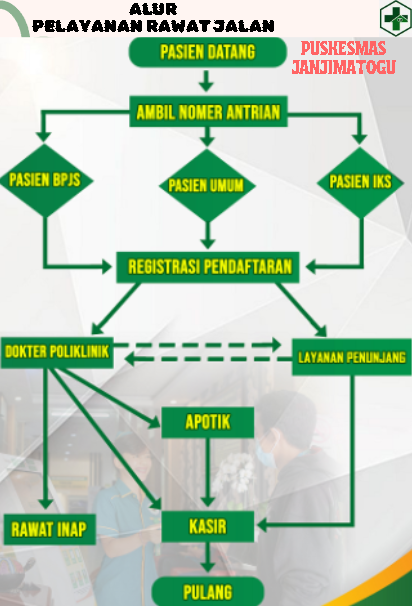 ALUR
PELAYANAN RAWAT JALAN
PUSKESMAS
JANJIMATOGU
PASIEN DATANG
AMBIL NOMER ANTRIAN
PASIEN BPJS
PASIEN UMUM
PASIEN IKS
REGISTRASI PENDAFTARAN
DOKTER POLIKLINIK
LAYANAN PENUNJANG
APOTIK
RAWAT INAP
KASIR
PULANG